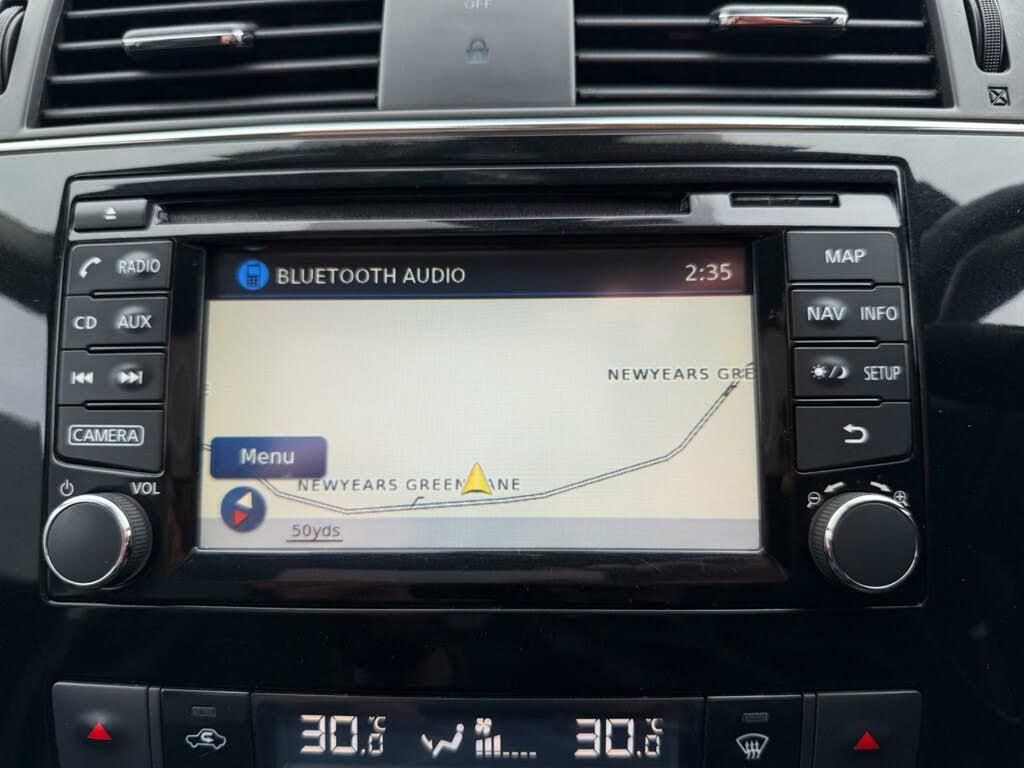 OFF
RADIO
CD AUX
CAMERA
VOL
BLUETOOTH AUDIO 2:35
NEWYEARS GRE
Menu
NEWYEARS GREEN LANE
50yds
MAP
NAV INFO
SETUP
30.0°C 30.0°C